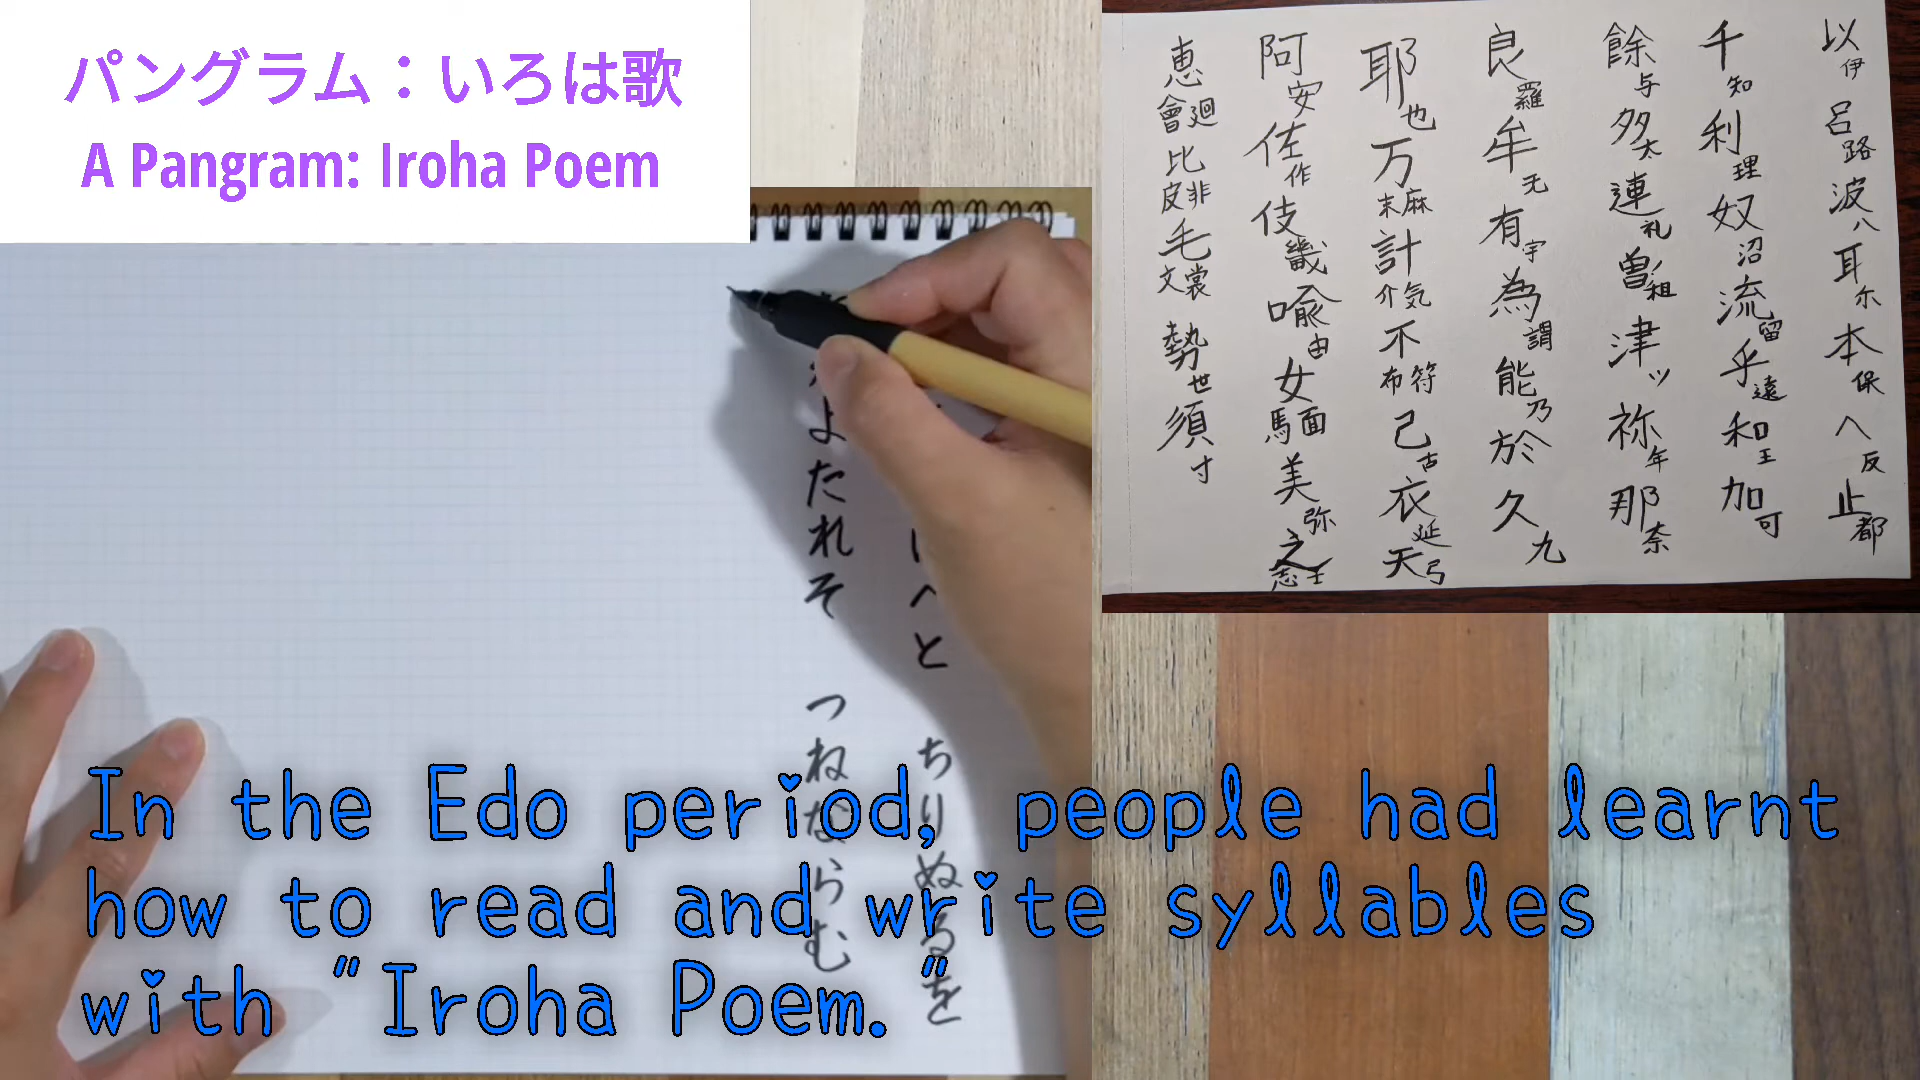 パングラム：いろは歌
A Pangram: Iroha Poem
以伊 呂路 波八 耳尓 本保 へ反 止都
千知 利理 奴沼 流留 乎遠 和王 加可
餘与 多太 連礼 曽祖 津ツ 祢年 那奈
良羅 牟无 有宇 為謂 能乃 於 久九
耶也 万麻末 計気介 不符布 己古 衣延 天弖
阿安 佐作 伎幾 喩由 女面馬 美弥 之士志
恵廻會 比非皮 毛裳文 勢世 須寸
へと ちりぬるを
よたれそ つねならむ
In the Edo period, people had learnt
how to read and write syllables
with "Iroha Poem."